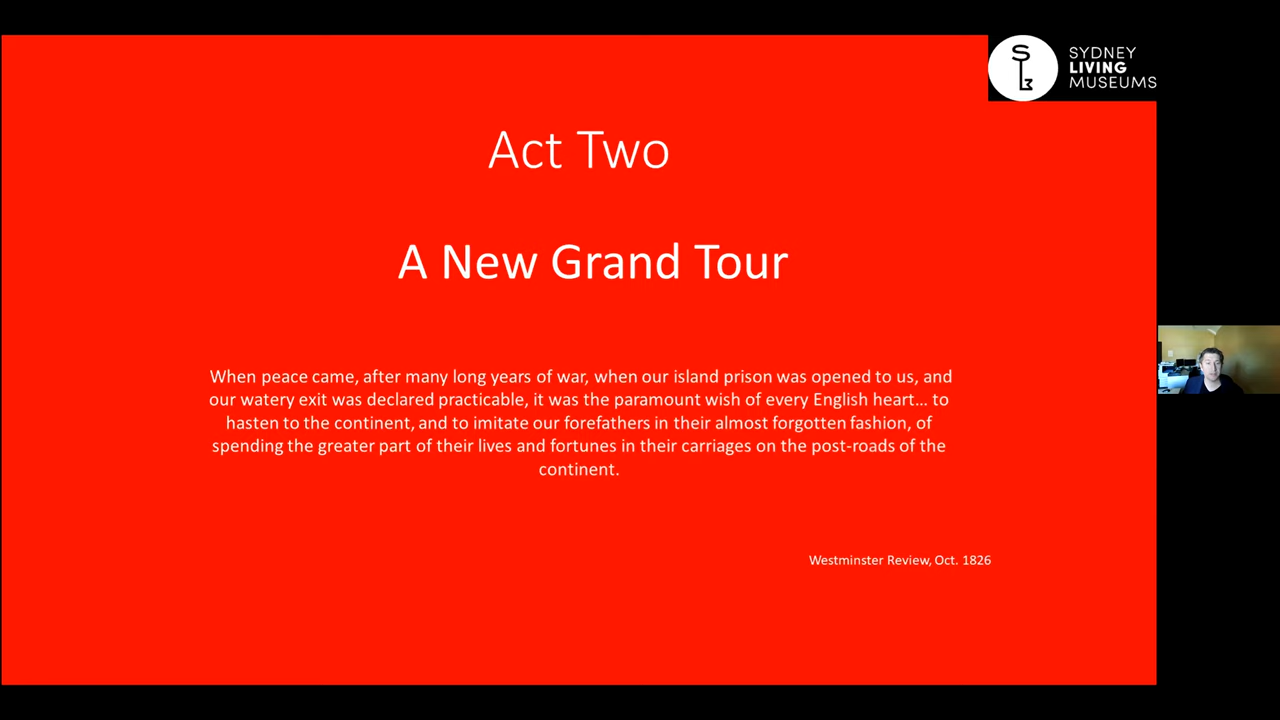 SYDNEY
LIVING
MUSEUMS
Act Two
A New Grand Tour
When peace came, after many long years of war, when our island prison was opened to us, and
our watery exit was declared practicable, it was the paramount wish of every English heart... to
hasten to the continent, and to imitate our forefathers in their almost forgotten fashion, of
spending the greater part of their lives and fortunes in their carriages on the post-roads of the
continent.
Westminster Review, Oct. 1826